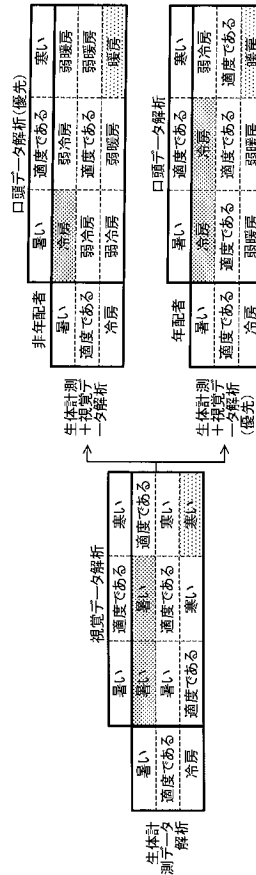 視覚データ解析
暑い 適度である 寒い
暑い 暑い 暑い 適度である
適度である 暑い 適度である 寒い
冷房 適度である 寒い 寒い
生体計
測データ
解析
口頭データ解析(優先)
非年配者 暑い 適度である 寒い
暑い 冷房 弱冷房 弱暖房
適度である 弱冷房 適度である 弱暖房
冷房 弱冷房 弱暖房 暖房
生体計測
+視覚デ
ータ解析
口頭データ解析
年配者 暑い 適度である 寒い
暑い 冷房 冷房 弱冷房
適度である 適度である 適度である 適度である
冷房 弱暖房 弱暖房 暖房
生体計測
+視覚デ
ータ解析
(優先)